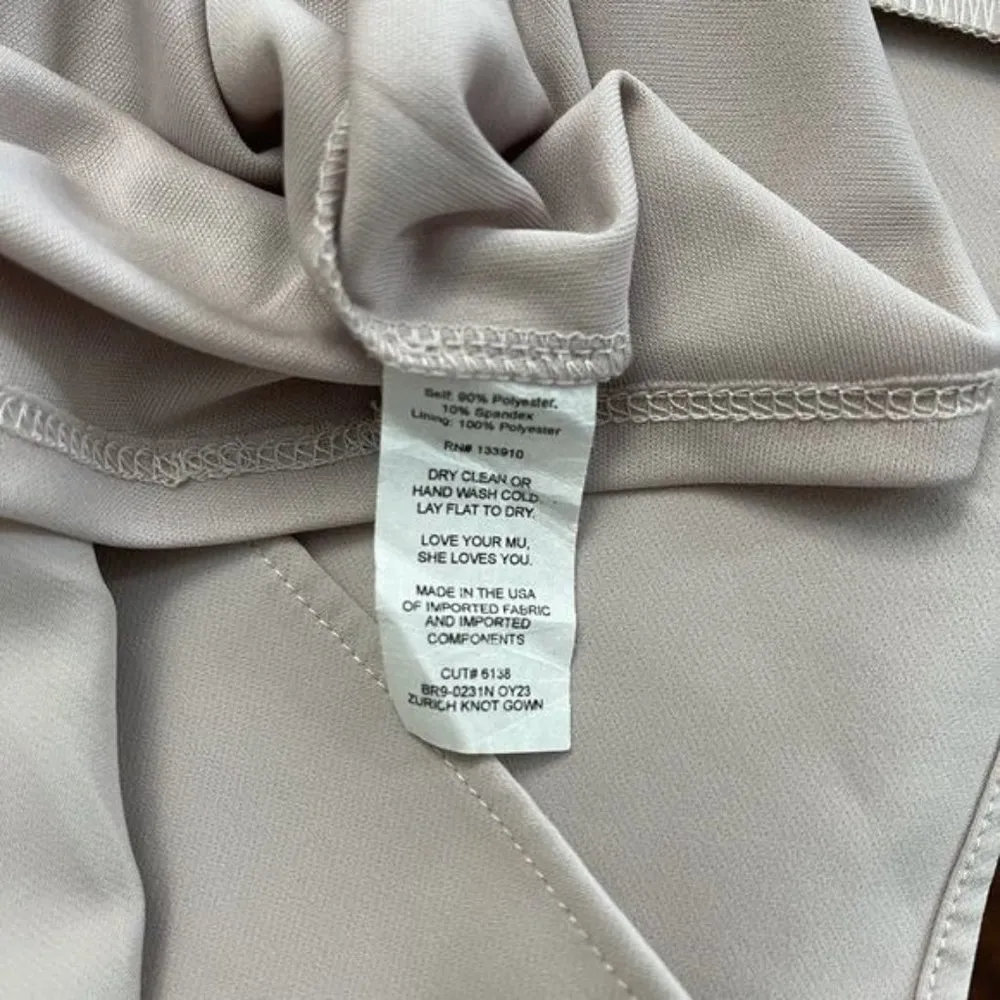 Self: 90% Polyester,
10% Spandex
Lining: 100% Polyester
RN# 133910
DRY CLEAN OR
HAND WASH COLD.
LAY FLAT TO DRY.
LOVE YOUR MU,
SHE LOVES YOU.
MADE IN THE USA
OF IMPORTED FABRIC
AND IMPORTED
COMPONENTS
CUT# 6138
BR9-0231N OY23
ZURICH KNOT GOWN